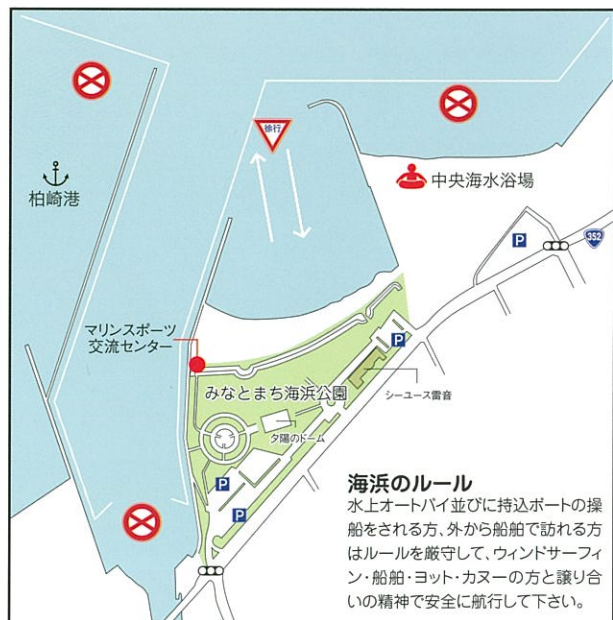 徐行
柏崎港
中央海水浴場
352
P
マリンスポーツ
交流センター
P
みなとまち海浜公園
シーユース雷音
夕陽のドーム
P
P
海浜のルール
水上オートバイ並びに持込ボートの操
船をされる方、外から船舶で訪れる方
はルールを厳守して、ウィンドサーフィ
ン・船舶・ヨット・カヌーの方と譲り合
いの精神で安全に航行して下さい。